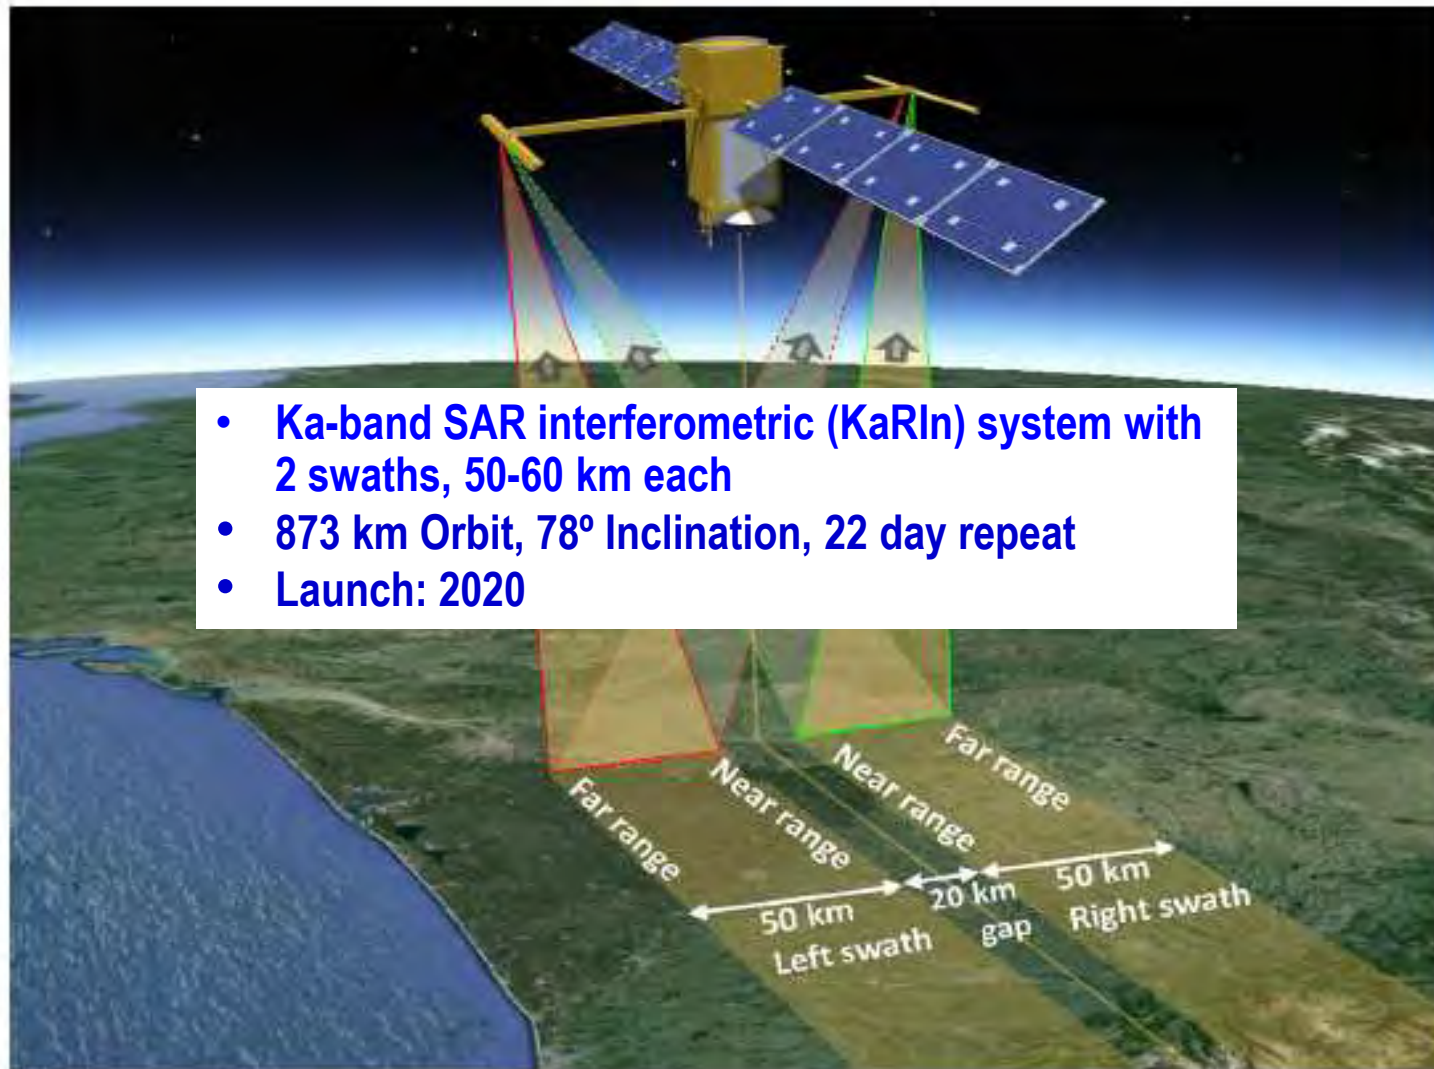 • Ka-band SAR interferometric (KaRIn) system with
2 swaths, 50-60 km each
• 873 km Orbit, 78º Inclination, 22 day repeat
• Launch: 2020
Far range
Near range
Near range
Far range
50 km
20 km
50 km
Left swath
gap
Right swath